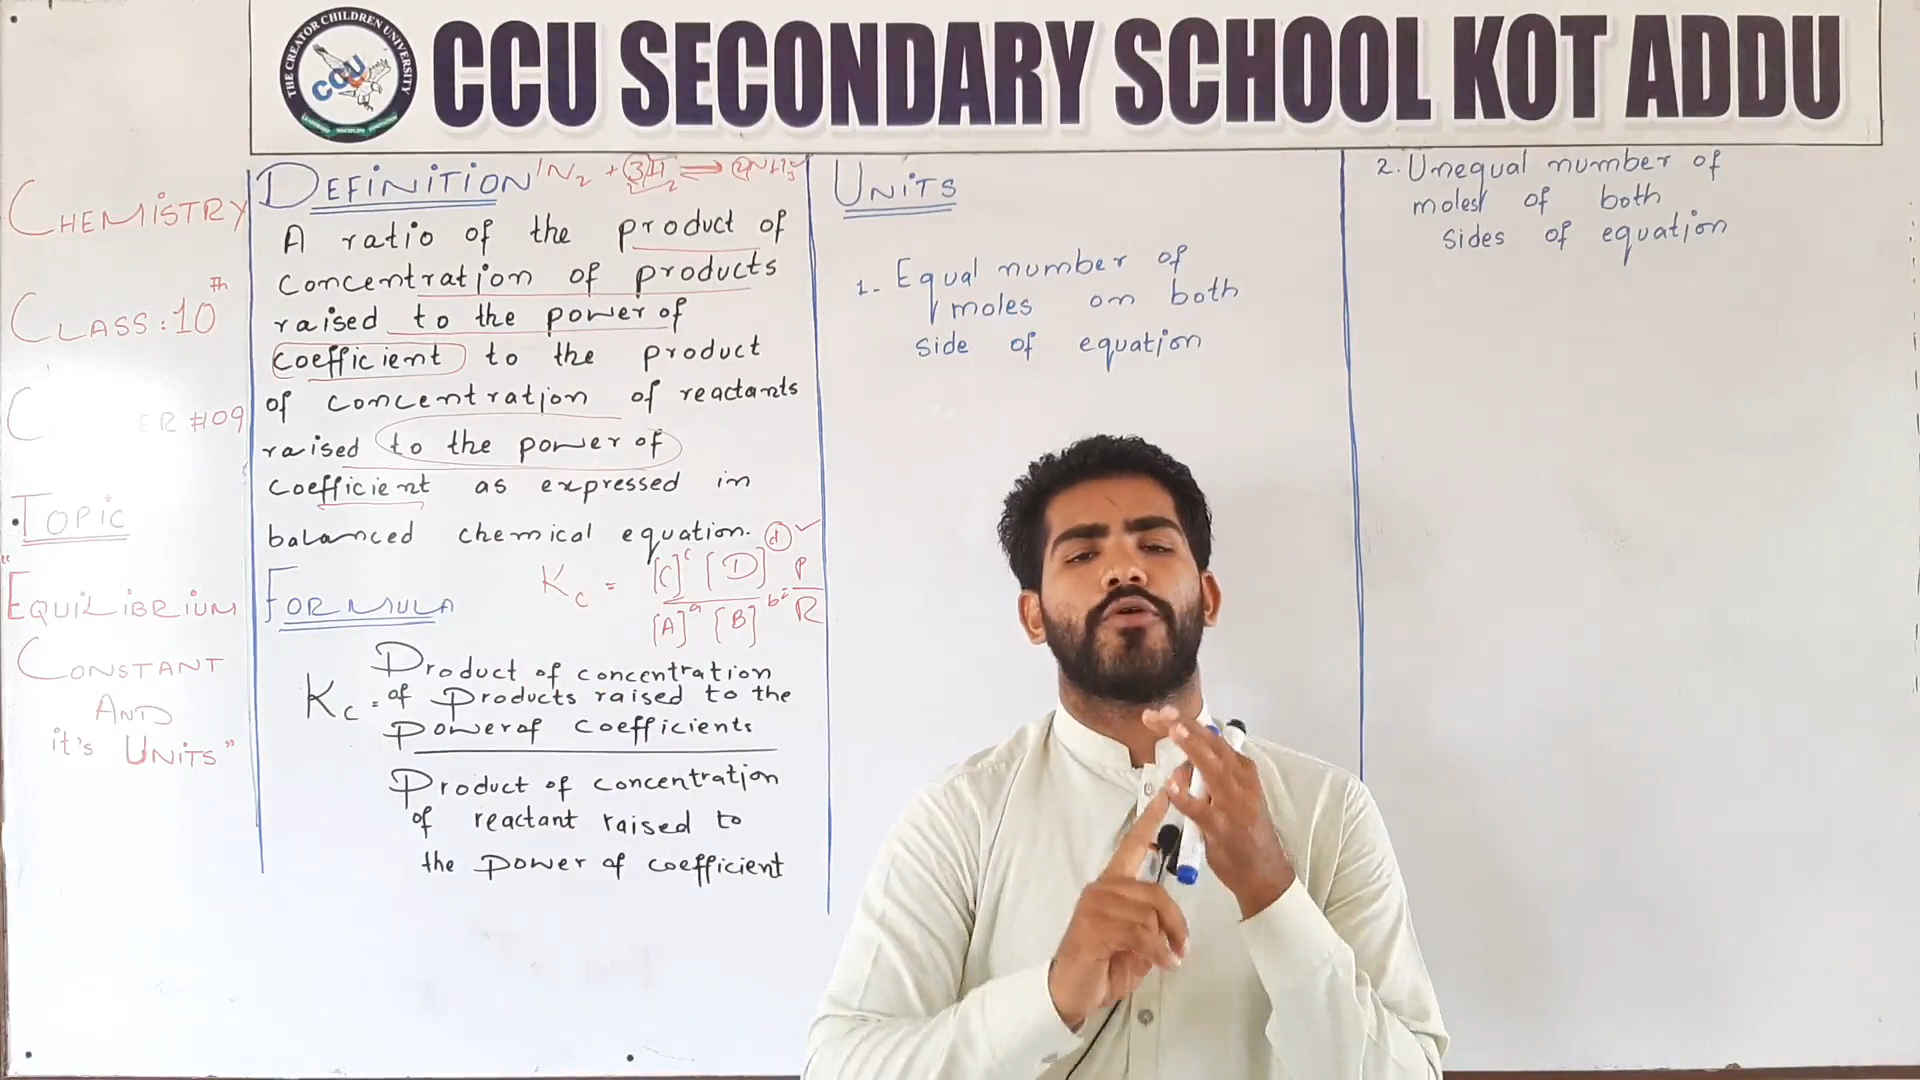 THE CREATOR CHILDREN UNIVERSITY
CCU
CCU SECONDARY SCHOOL KOT ADDU
CHEMISTRY
CLASS: 10th
ER #09
TOPIC
"EQUILIBRIUM
CONSTANT
AND
it's UNITS"
DEFINITION
1N₂ + 3H₂ ⇌ 2NH₃
A ratio of the product of
concentration of products
raised to the power of
coefficient to the product
of concentration of reactants
raised to the power of
coefficient as expressed in
balanced chemical equation.
Kc = [C]^c [D]^d / [A]^a [B]^b = P/R
FORMULA
Kc = Product of concentration
of Products raised to the
Power of coefficients
Product of concentration
of reactant raised to
the power of coefficient
UNITS
1- Equal number of
moles on both
side of equation
2. Unequal number of
moles of both
sides of equation